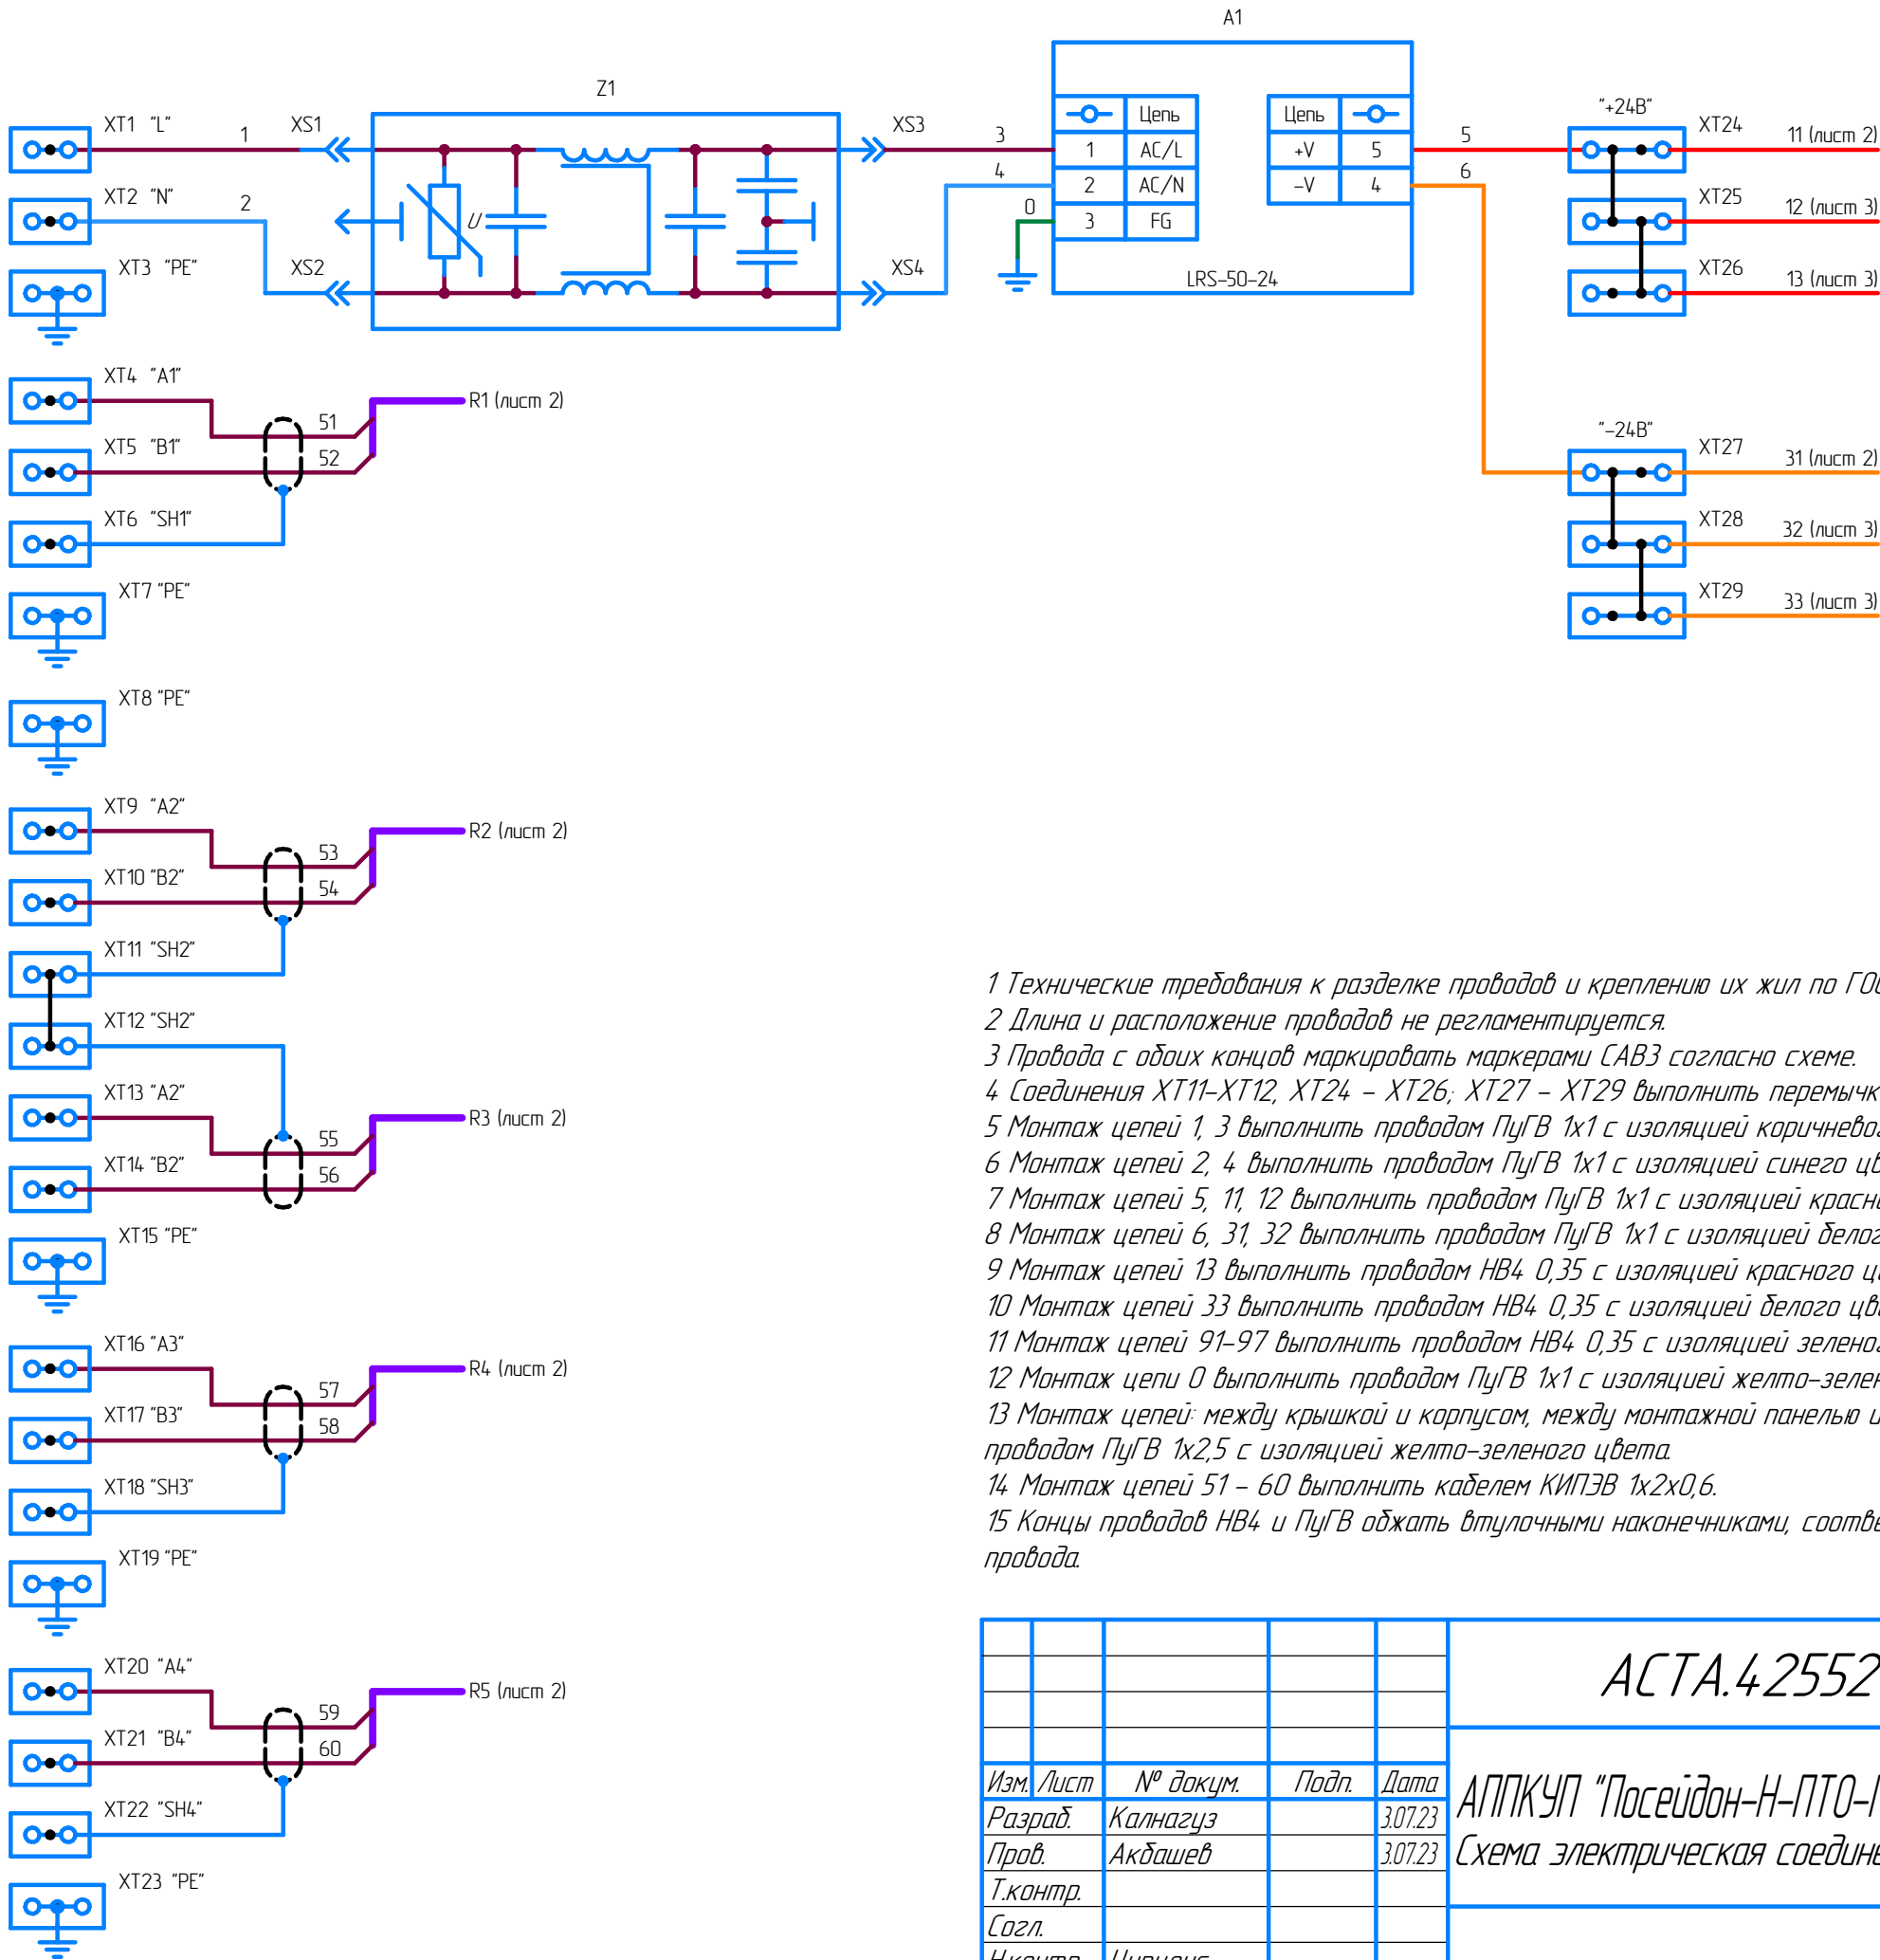 A1
Z1
XT1 "L"
1
XS1
XS3
3
Цепь
Цепь
"+24В"
XT24
11 (лист 2)
1
AC/L
+V
5
5
XT2 "N"
2
4
2
AC/N
-V
4
6
XT25
12 (лист 3)
U
0
3
FG
XT3 "PE"
XS2
XS4
LRS-50-24
XT26
13 (лист 3)
XT4 "A1"
R1 (лист 2)
51
XT5 "B1"
52
"-24В"
XT27
31 (лист 2)
XT6 "SH1"
XT28
32 (лист 3)
XT7 "PE"
XT29
33 (лист 3)
XT8 "PE"
XT9 "A2"
R2 (лист 2)
53
XT10 "B2"
54
XT11 "SH2"
XT12 "SH2"
XT13 "A2"
R3 (лист 2)
55
XT14 "B2"
56
XT15 "PE"
XT16 "A3"
R4 (лист 2)
57
XT17 "B3"
58
XT18 "SH3"
XT19 "PE"
XT20 "A4"
R5 (лист 2)
59
XT21 "B4"
60
XT22 "SH4"
XT23 "PE"
1 Технические требования к разделке проводов и креплению их жил по
2 Длина и расположение проводов не регламентируется.
3 Провода с обоих концов маркировать маркерами САВ3 согласно схеме.
4 Соединения XT11-XT12, XT24 - XT26; XT27 - XT29 выполнить
5 Монтаж цепей 1, 3 выполнить проводом ПуГВ 1х1 с изоляцией
6 Монтаж цепей 2, 4 выполнить проводом ПуГВ 1х1 с изоляцией синего
7 Монтаж цепей 5, 11, 12 выполнить проводом ПуГВ 1х1 с изоляцией
8 Монтаж цепей 6, 31, 32 выполнить проводом ПуГВ 1х1 с изоляцией
9 Монтаж цепей 13 выполнить проводом НВ4 0,35 с изоляцией красного
10 Монтаж цепей 33 выполнить проводом НВ4 0,35 с изоляцией белого
11 Монтаж цепей 91-97 выполнить проводом НВ4 0,35 с изоляцией
12 Монтаж цепи 0 выполнить проводом ПуГВ 1х1 с изоляцией
13 Монтаж цепей: между крышкой и корпусом, между монтажной панелью и
проводом ПуГВ 1х2,5 с изоляцией желто-зеленого цвета.
14 Монтаж цепей 51 - 60 выполнить кабелем КИПЭВ 1х2х0,6.
15 Концы проводов НВ4 и ПуГВ обжать втулочными наконечниками,
провода.
АСТА.42552
Изм. Лист № докум. Подп. Дата
Разраб. Калнагуз 3.07.23
Пров. Акбашев 3.07.23
Т.контр.
Согл.
АППКУП "Посейдон-Н-ПТО-
Схема электрическая